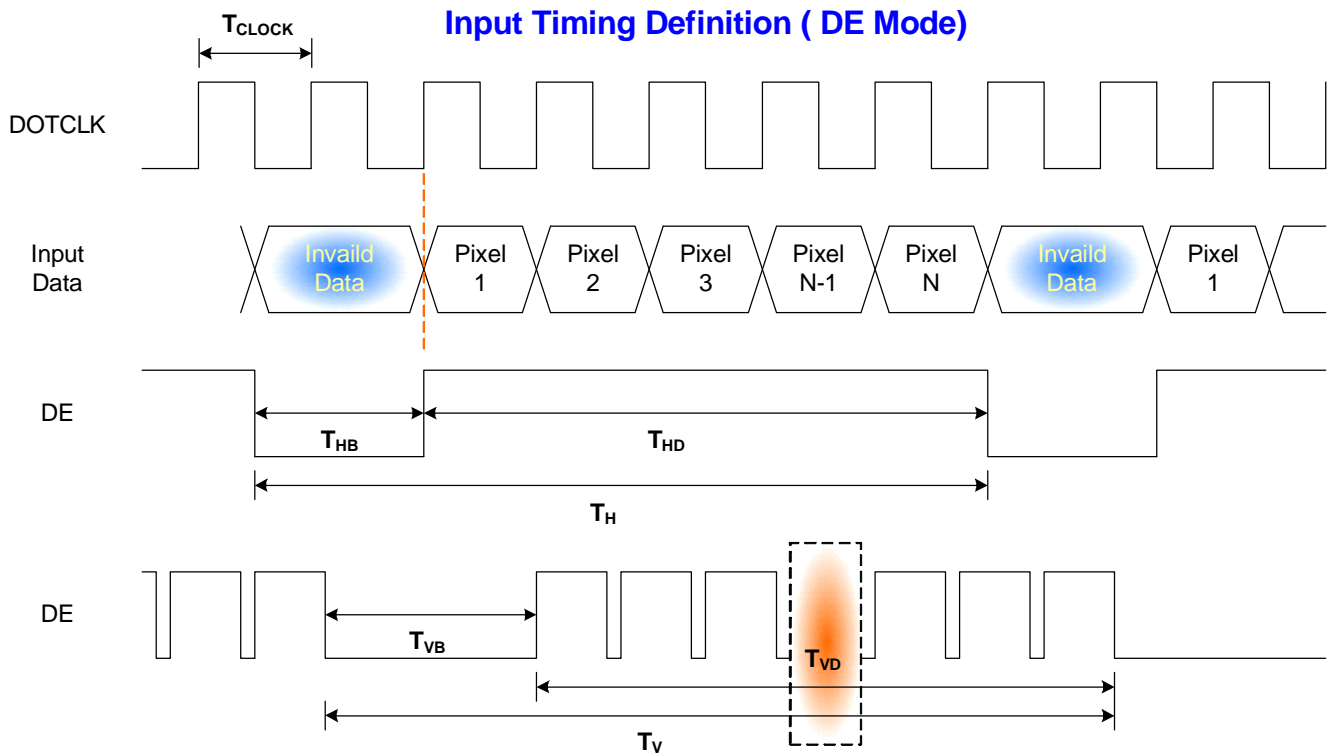 Input Timing Definition ( DE Mode)
TCLOCK
DOTCLK
Input
Data
Invaild
Data
Pixel
1
Pixel
2
Pixel
3
Pixel
N-1
Pixel
N
Invaild
Data
Pixel
1
DE
THB
THD
TH
DE
TVB
TVD
TV